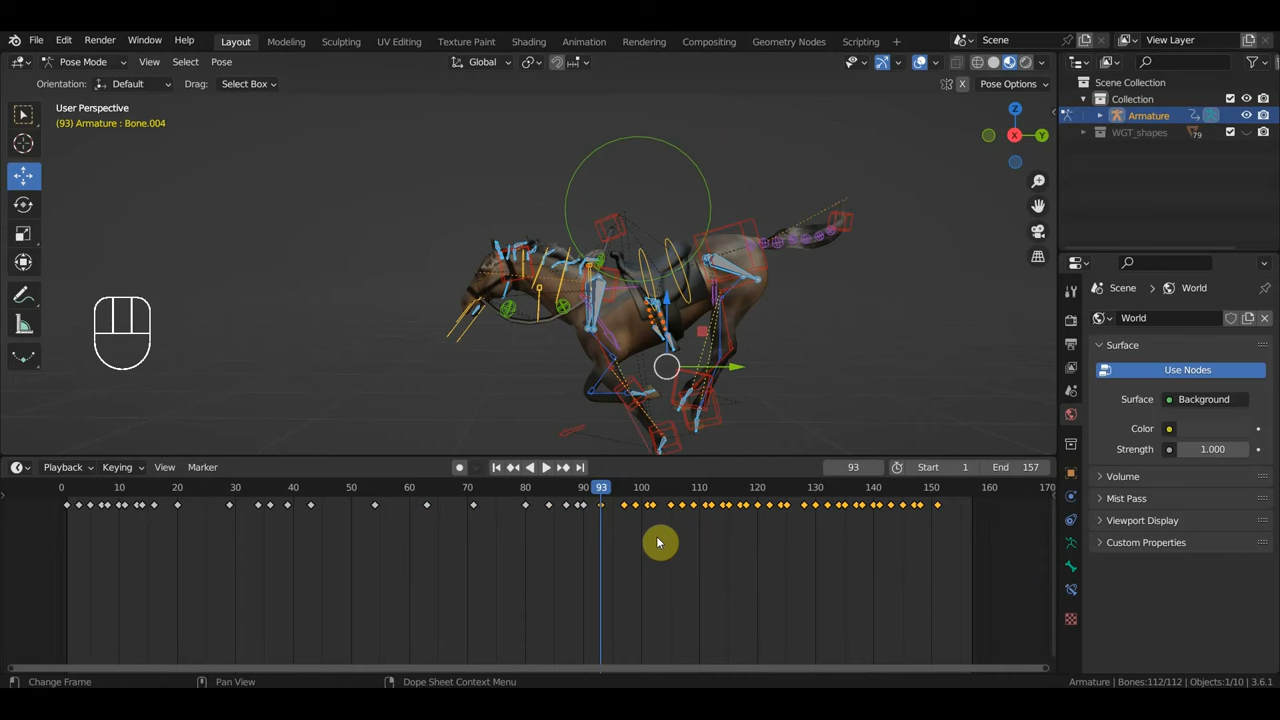 File Edit Render Window Help Layout Modeling Sculpting UV Editing Texture Paint Shading Animation Rendering Compositing Geometry Nodes Scripting + Scene View Layer
Pose Mode View Select Pose Global Pose Options
Orientation: Default Drag: Select Box X Pose Options
User Perspective
(93) Armature : Bone.004
Z
X
Y
Scene Collection
Collection
Armature
WGT_shapes 79
Scene > World
World
Surface
Use Nodes
Surface Background
Color
Strength 1.000
Volume
Mist Pass
Viewport Display
Custom Properties
Playback Keying View Marker 93 Start 1 End 157
0 10 20 30 40 50 60 70 80 90 93 100 110 120 130 140 150 160 170
Change Frame Pan View Dope Sheet Context Menu Armature | Bones:112/112 | Objects:1/10 | 3.6.1